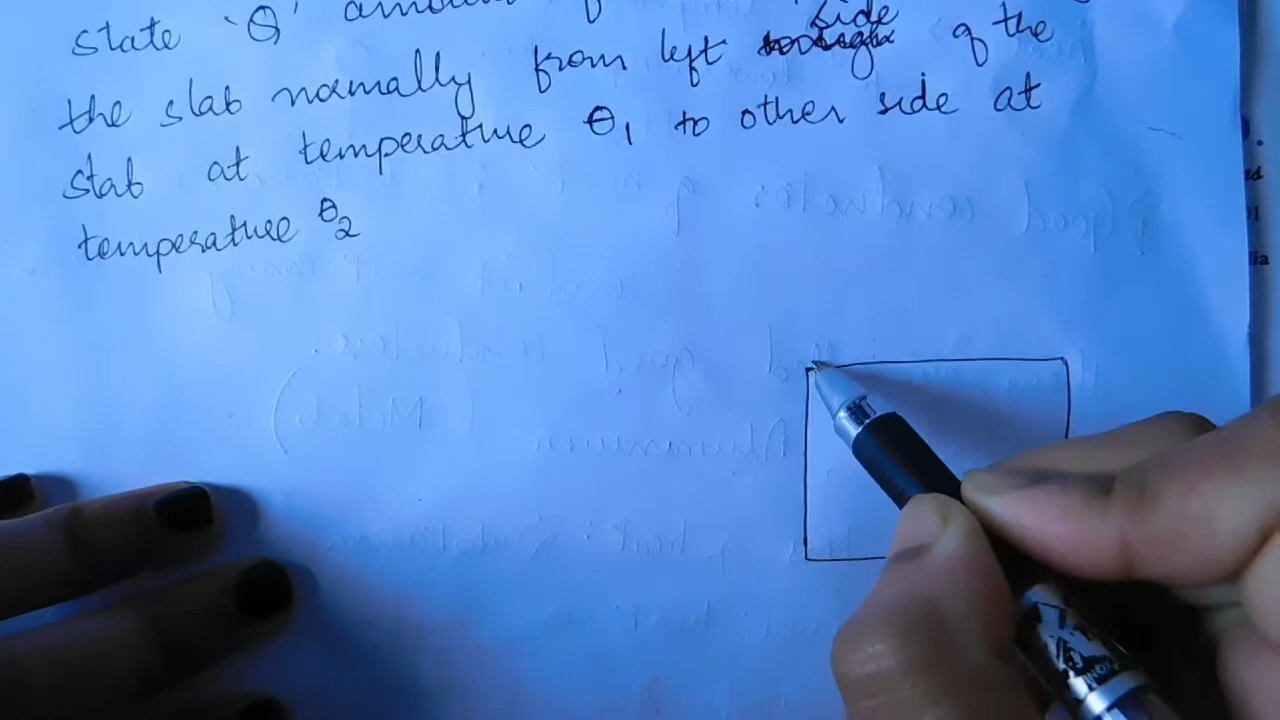 state 'Q' amount
the slab normally from left side of the
slab at temperature θ₁ to other side at
temperature θ₂